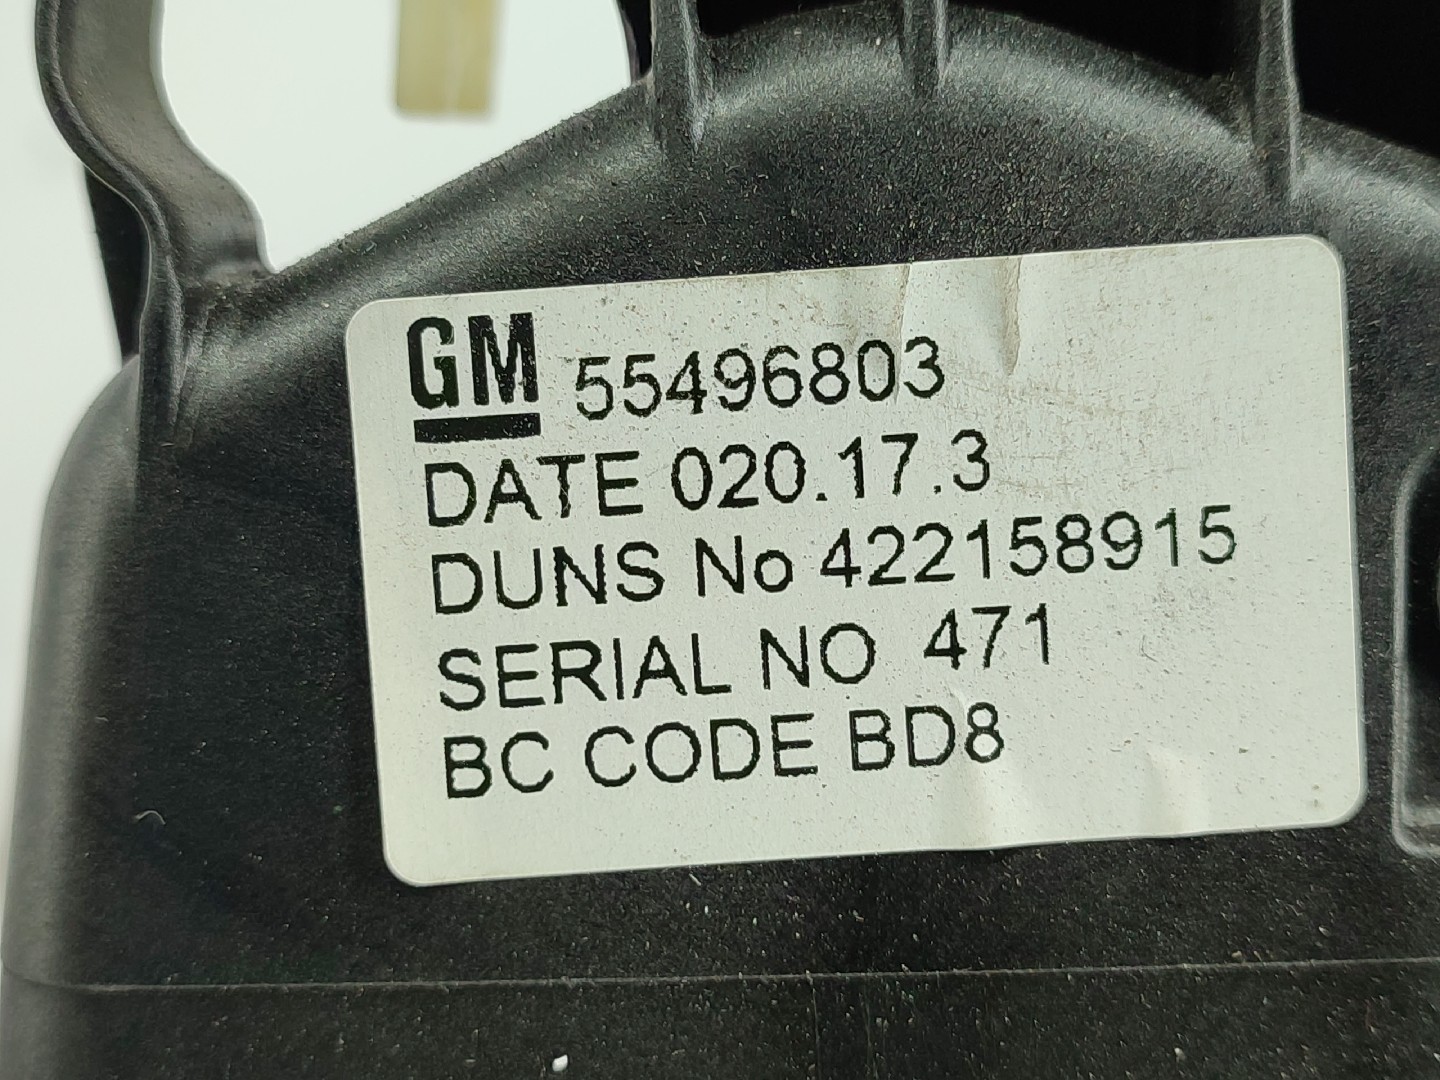 GM 55496803
DATE 020.17.3
DUNS No 422158915
SERIAL NO 471
BC CODE BD8